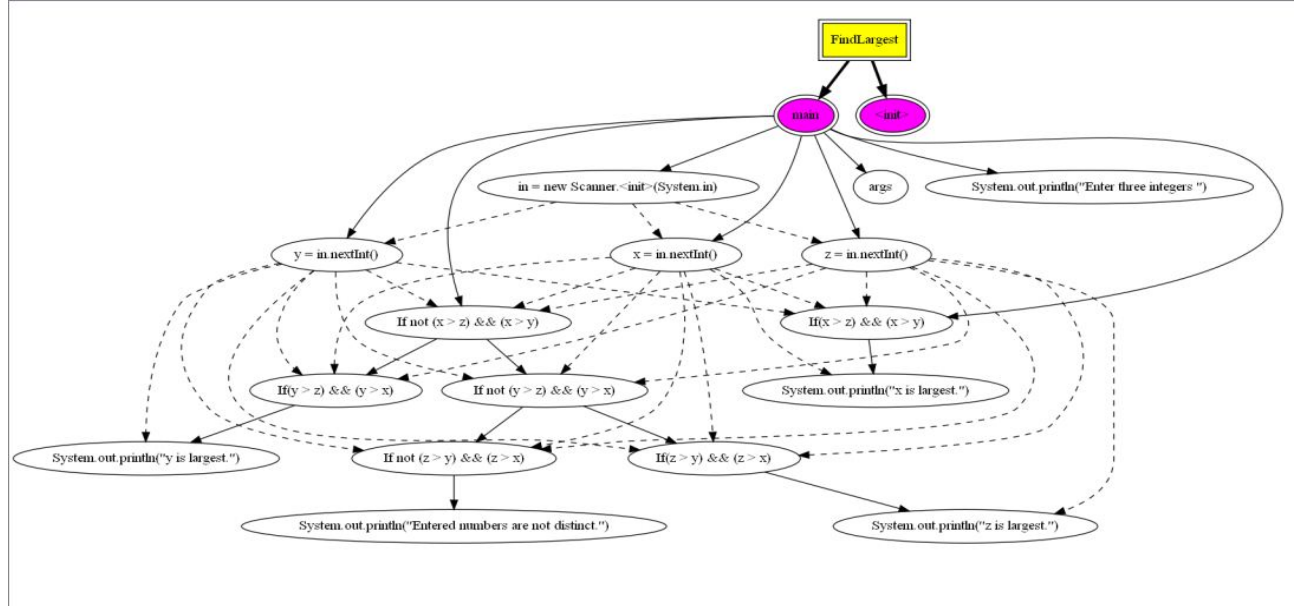 FindLargest
main
<init>
in = new Scanner.<init>(System.in)
args
System.out.println("Enter three integers ")
y = in.nextInt()
x = in.nextInt()
z = in.nextInt()
If not (x > z) && (x > y)
If(x > z) && (x > y)
If(y > z) && (y > x)
If not (y > z) && (y > x)
System.out.println("x is largest.")
System.out.println("y is largest.")
If not (z > y) && (z > x)
If(z > y) && (z > x)
System.out.println("Entered numbers are not distinct.")
System.out.println("z is largest.")